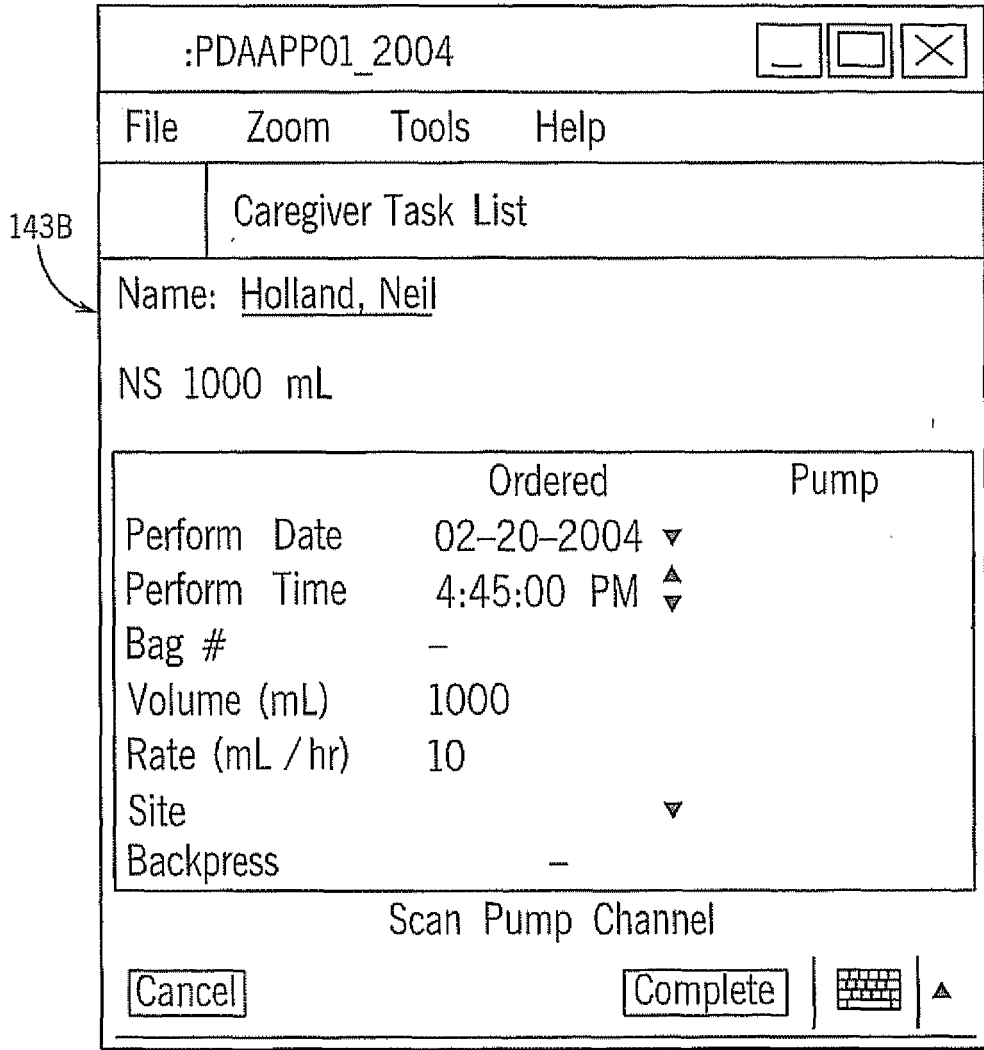 :PDAAPP01_2004
File Zoom Tools Help
Caregiver Task List
143B
Name: Holland, Neil
NS 1000 mL
Ordered Pump
Perform Date 02–20–2004
Perform Time 4:45:00 PM
Bag # –
Volume (mL) 1000
Rate (mL / hr) 10
Site
Backpress –
Scan Pump Channel
Cancel Complete